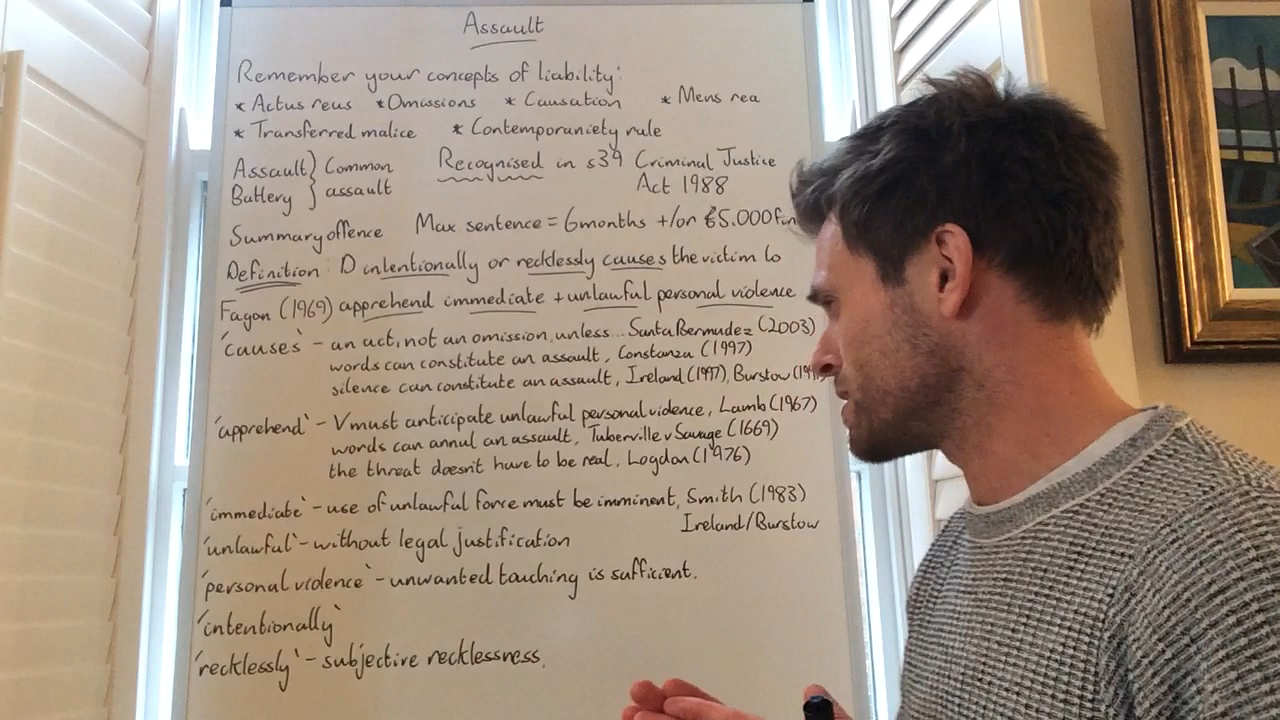 Assault
Remember your concepts of liability:
* Actus reus * Omissions * Causation * Mens rea
* Transferred malice * Contemporaniety rule
Assault } Common Recognised in s39 Criminal Justice
Battery } assault Act 1988
Summary offence Max sentence = 6months +/or £5.000 fin
Definition: D intentionally or recklessly causes the victim to
Fagan (1969) apprehend immediate + unlawful personal violence
'causes' - an act, not an omission, unless... Santa Bermudez (2003)
words can constitute an assault, Constanza (1997)
silence can constitute an assault, Ireland (1997), Burstow (199
'apprehend' - V must anticipate unlawful personal violence, Lamb (1967)
words can annul an assault, Tuberville v Savage (1669)
the threat doesn't have to be real, Logdon (1976)
'immediate' - use of unlawful force must be imminent, Smith (1983)
Ireland/Burstow
'unlawful' - without legal justification
'personal violence' - unwanted touching is sufficient.
'intentionally'
'recklessly' - subjective recklessness.